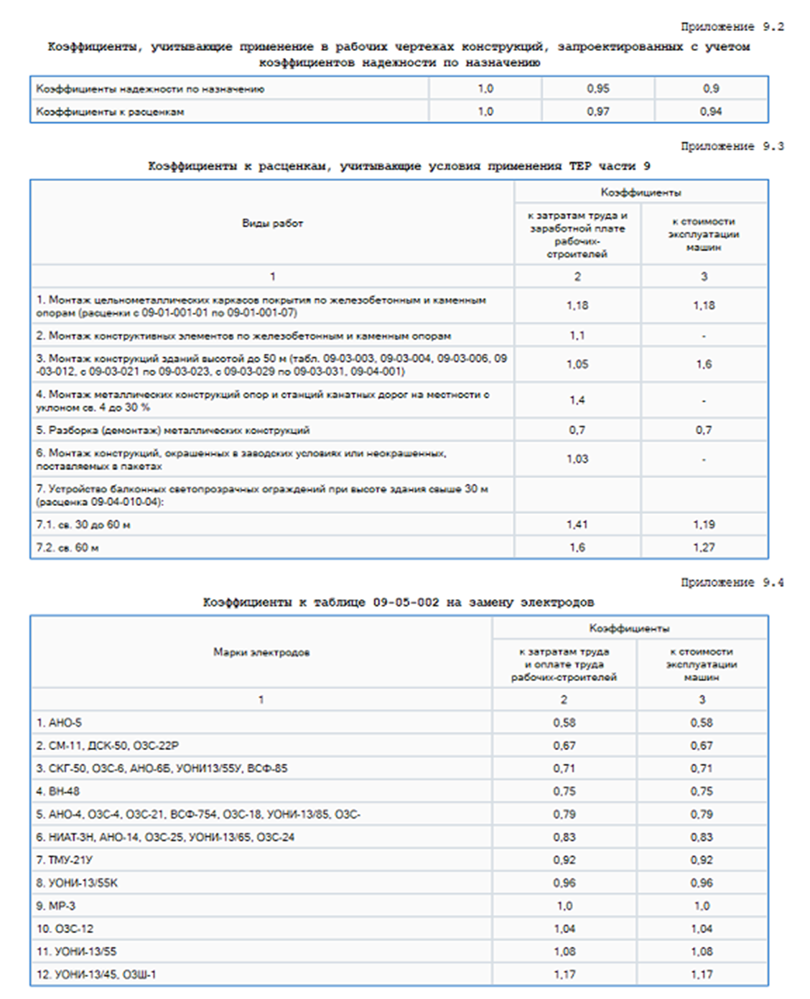 Приложение 9.2
Коэффициенты, учитывающие применение в рабочих чертежах конструкций, запроектированных с учетом
коэффициентов надежности по назначению
Коэффициенты надежности по назначению 1,0 0,95 0,9
Коэффициенты к расценкам 1,0 0,97 0,94
Приложение 9.3
Коэффициенты к расценкам, учитывающие условия применения ТЕР части 9
Виды работ
Коэффициенты
к затратам труда и
заработной плате
рабочих-
строителей
к стоимости
эксплуатации
машин
1 2 3
1. Монтаж цельнометаллических каркасов покрытия по железобетонным и каменным
опорам (расценки с 09-01-001-01 по 09-01-001-07)
1,18 1,18
2. Монтаж конструктивных элементов по железобетонным и каменным опорам 1,1 -
3. Монтаж конструкций зданий высотой до 50 м (табл. 09-03-003, 09-03-004, 09-03-006, 09
-03-012, с 09-03-021 по 09-03-023, с 09-03-029 по 09-03-031, 09-04-001)
1,05 1,6
4. Монтаж металлических конструкций опор и станций канатных дорог на местности с
уклоном св. 4 до 30 %
1,4 -
5. Разборка (демонтаж) металлических конструкций 0,7 0,7
6. Монтаж конструкций, окрашенных в заводских условиях или неокрашенных,
поставляемых в пакетах
1,03 -
7. Устройство балконных светопрозрачных ограждений при высоте здания свыше 30 м
(расценка 09-04-010-04):
7.1. св. 30 до 60 м 1,41 1,19
7.2. св. 60 м 1,6 1,27
Приложение 9.4
Коэффициенты к таблице 09-05-002 на замену электродов
Марки электродов
Коэффициенты
к затратам труда
и оплате труда
рабочих-строителей
к стоимости
эксплуатации
машин
1 2 3
1. АНО-5 0,58 0,58
2. СМ-11, ДСК-50, ОЗС-22Р 0,67 0,67
3. СКГ-50, ОЗС-6, АНО-6Б, УОНИ13/55У, ВСФ-85 0,71 0,71
4. ВН-48 0,75 0,75
5. АНО-4, ОЗС-4, ОЗС-21, ВСФ-754, ОЗС-18, УОНИ-13/85, ОЗС- 0,79 0,79
6. НИАТ-3Н, АНО-14, ОЗС-25, УОНИ-13/65, ОЗС-24 0,83 0,83
7. ТМУ-21У 0,92 0,92
8. УОНИ-13/55К 0,96 0,96
9. МР-3 1,0 1,0
10. ОЗС-12 1,04 1,04
11. УОНИ-13/55 1,08 1,08
12. УОНИ-13/45, ОЗШ-1 1,17 1,17